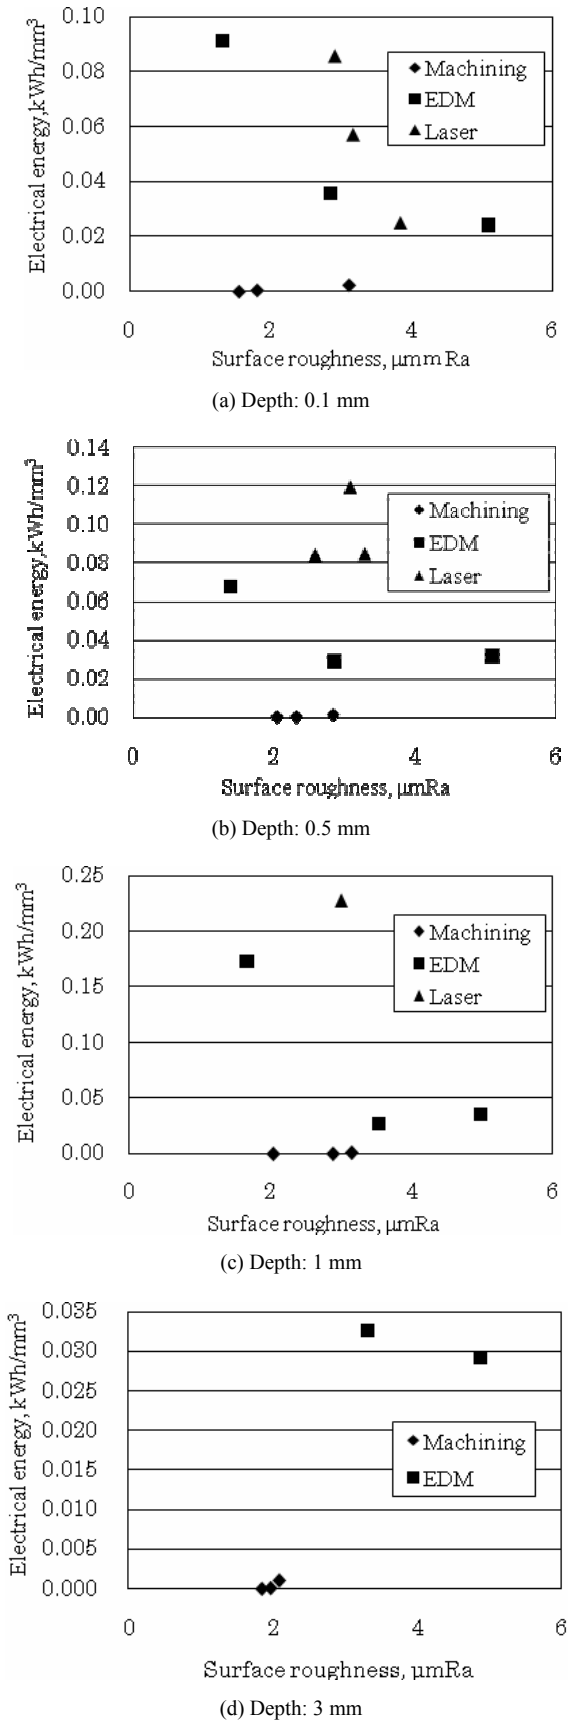 Electrical energy,kWh/mm³
0.10
0.08
0.06
0.04
0.02
0.00
Machining
EDM
Laser
0 2 4 6
Surface roughness, μmm Ra
(a) Depth: 0.1 mm
Electrical energy,kWh/mm³
0.14
0.12
0.10
0.08
0.06
0.04
0.02
0.00
Machining
EDM
Laser
0 2 4 6
Surface roughness, μmRa
(b) Depth: 0.5 mm
Electrical energy, kWh/mm³
0.25
0.20
0.15
0.10
0.05
0.00
Machining
EDM
Laser
0 2 4 6
Surface roughness, μmRa
(c) Depth: 1 mm
Electrical energy, kWh/mm³
0.035
0.030
0.025
0.020
0.015
0.010
0.005
0.000
Machining
EDM
0 2 4 6
Surface roughness, μmRa
(d) Depth: 3 mm